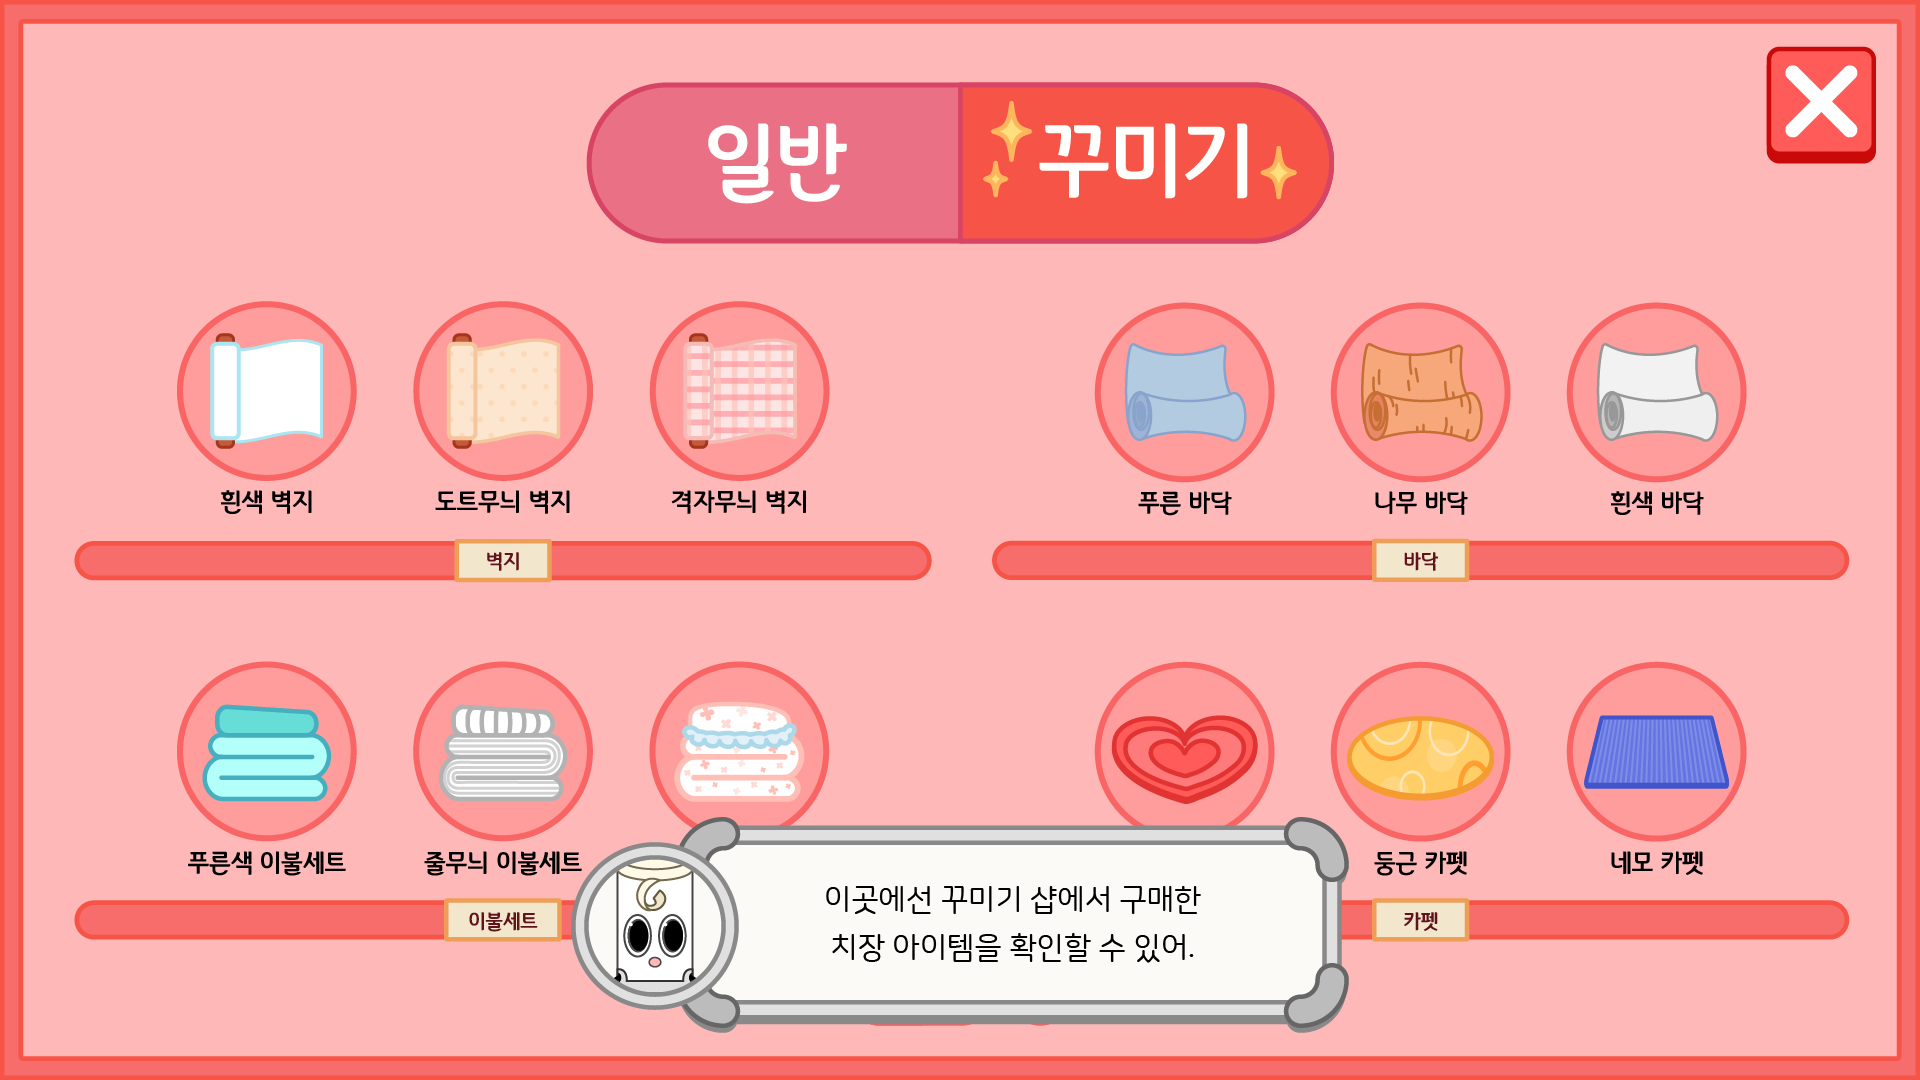 일반
꾸미기
흰색 벽지
도트무늬 벽지
격자무늬 벽지
푸른 바닥
나무 바닥
흰색 바닥
벽지
바닥
푸른색 이불세트
줄무늬 이불세트
둥근 카펫
네모 카펫
이불세트
카펫
이곳에선 꾸미기 샵에서 구매한
치장 아이템을 확인할 수 있어.